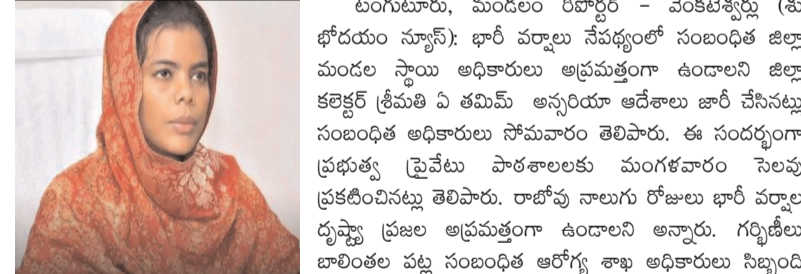 టంగుటూరు, మండలం రిపోర్టర్ - వెంకటేశ్వర్లు (శు
భోదయం న్యూస్): భారీ వర్షాలు నేపథ్యంలో సంబంధిత జిల్లా
మండల స్థాయి అధికారులు అప్రమత్తంగా ఉండాలని జిల్లా
కలెక్టర్ శ్రీమతి ఏ తమిమ్ అన్సరియా ఆదేశాలు జారీ చేసినట్లు
సంబంధిత అధికారులు సోమవారం తెలిపారు. ఈ సందర్భంగా
ప్రభుత్వ ప్రైవేటు పాఠశాలలకు మంగళవారం సెలవు
ప్రకటించినట్లు తెలిపారు. రాబోవు నాలుగు రోజులు భారీ వర్షాల
దృష్ట్యా ప్రజల అప్రమత్తంగా ఉండాలని అన్నారు. గర్భిణీలు
బాలింతల పట్ల సంబంధిత ఆరోగ్య శాఖ అధికారులు సిబ్బంది